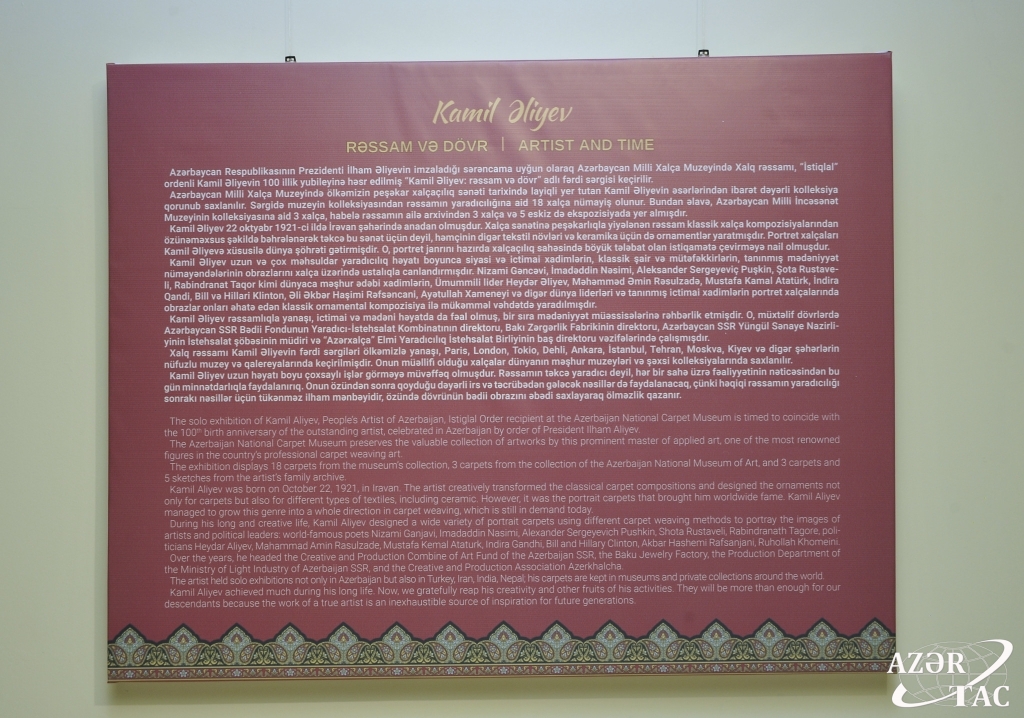 Kamil Əliyev
RƏSSAM VƏ DÖVR | ARTIST AND TIME
Azərbaycan Respublikasının Prezidenti İlham Əliyevin imzaladığı sərəncama uyğun olaraq Azərbaycan Milli Xalça Muzeyində Xalq rəssamı, “İstiqlal”
ordenli Kamil Əliyevin 100 illik yubileyinə həsr edilmiş “Kamil Əliyev: rəssam və dövr” adlı fərdi sərgisi keçirilir.
Azərbaycan Milli Xalça Muzeyində ölkəmizin peşəkar xalçaçılıq sənəti tarixində layiqli yer tutan Kamil Əliyevin əsərlərindən ibarət dəyərli kolleksiya
qorunub saxlanılır. Sərgidə muzeyin kolleksiyasından rəssamın yaradıcılığına aid 18 xalça nümayiş olunur. Bundan əlavə, Azərbaycan Milli İncəsənət
Muzeyinin kolleksiyasına aid 3 xalça, habelə rəssamın ailə arxivindən 3 xalça və 5 eskiz də ekspozisiyada yer almışdır.
Kamil Əliyev 22 oktyabr 1921-ci ildə İrəvan şəhərində anadan olmuşdur. Xalça sənətinə peşəkarlıqla yiyələnən rəssam klassik xalça kompozisiyalarından
özünəməxsus şəkildə bəhrələnərək təkcə bu sənət üçün deyil, həmçinin digər tekstil növləri və keramika üçün də ornamentlər yaratmışdır. Portret xalçaları
Kamil Əliyevə xüsusilə dünya şöhrəti gətirmişdir. O, portret janrını hazırda xalçaçılıq sahəsində böyük tələbat olan istiqamətə çevirməyə nail olmuşdur.
Kamil Əliyev uzun və çox məhsuldar yaradıcılıq həyatı boyunca siyasi və ictimai xadimlərin, klassik şair və mütəfəkkirlərin, tanınmış mədəniyyət
nümayəndələrinin obrazlarını xalça üzərində ustalıqla canlandırmışdır. Nizami Gəncəvi, İmadəddin Nəsimi, Aleksander Sergeyeviç Puşkin, Şota Rustave-
li, Rabindranat Taqor kimi dünyaca məşhur ədəbi xadimlərin, Ümummili lider Heydər Əliyev, Məhəmməd Əmin Rəsulzadə, Mustafa Kamal Atatürk, İndira
Qandi, Bill və Hillari Klinton, Əli Əkbər Haşimi Rəfsəncani, Ayətullah Xameneyi və digər dünya liderləri və tanınmış ictimai xadimlərin portret xalçalarında
obrazlar onları əhatə edən klassik ornamental kompozisiya ilə mükəmməl vəhdətdə yaradılmışdır.
Kamil Əliyev rəssamlıqla yanaşı, ictimai və mədəni həyatda da fəal olmuş, bir sıra mədəniyyət müəssisələrinə rəhbərlik etmişdir. O, müxtəlif dövrlərdə
Azərbaycan SSR Bədii Fondunun Yaradıcı-İstehsalat Kombinatının direktoru, Bakı Zərgərlik Fabrikinin direktoru, Azərbaycan SSR Yüngül Sənaye Nazirli-
yinin İstehsalat şöbəsinin müdiri və “Azərxalça” Elmi Yaradıcılıq İstehsalat Birliyinin baş direktoru vəzifələrində çalışmışdır.
Xalq rəssamı Kamil Əliyevin fərdi sərgiləri ölkəmizlə yanaşı, Paris, London, Tokio, Dehli, Ankara, İstanbul, Tehran, Moskva, Kiyev və digər şəhərlərin
nüfuzlu muzey və qalereyalarında keçirilmişdir. Onun müəllifi olduğu xalçalar dünyanın məşhur muzeyləri və şəxsi kolleksiyalarında saxlanılır.
Kamil Əliyev uzun həyatı boyu çoxsaylı işlər görməyə müvəffəq olmuşdur. Rəssamın təkcə yaradıcı deyil, hər bir sahə üzrə fəaliyyətinin nəticəsindən bu
gün minnətdarlıqla faydalanırıq. Onun özündən sonra qoyduğu dəyərli irs və təcrübədən gələcək nəsillər də faydalanacaq, çünki həqiqi rəssamın yaradıcılığı
sonrakı nəsillər üçün tükənməz ilham mənbəyidir, özündə dövrünün bədii obrazını əbədi saxlayaraq ölməzlik qazanır.
The solo exhibition of Kamil Aliyev, People's Artist of Azerbaijan, Istiqlal Order recipient at the Azerbaijan National Carpet Museum is timed to coincide with
the 100th birth anniversary of the outstanding artist, celebrated in Azerbaijan by order of President Ilham Aliyev.
The Azerbaijan National Carpet Museum preserves the valuable collection of artworks by this prominent master of applied art, one of the most renowned
figures in the country's professional carpet weaving art.
The exhibition displays 18 carpets from the museum's collection, 3 carpets from the collection of the Azerbaijan National Museum of Art, and 3 carpets and
5 sketches from the artist's family archive.
Kamil Aliyev was born on October 22, 1921, in Iravan. The artist creatively transformed the classical carpet compositions and designed the ornaments not
only for carpets but also for different types of textiles, including ceramic. However, it was the portrait carpets that brought him worldwide fame. Kamil Aliyev
managed to grow this genre into a whole direction in carpet weaving, which is still in demand today.
During his long and creative life, Kamil Aliyev designed a wide variety of portrait carpets using different carpet weaving methods to portray the images of
artists and political leaders: world-famous poets Nizami Ganjavi, Imadaddin Nasimi, Alexander Sergeyevich Pushkin, Shota Rustaveli, Rabindranath Tagore, poli-
ticians Heydar Aliyev, Mahammad Amin Rasulzade, Mustafa Kemal Ataturk, Indira Gandhi, Bill and Hillary Clinton, Akbar Hashemi Rafsanjani, Ruhollah Khomeini.
Over the years, he headed the Creative and Production Combine of Art Fund of the Azerbaijan SSR, the Baku Jewelry Factory, the Production Department of
the Ministry of Light Industry of Azerbaijan SSR, and the Creative and Production Association Azerkhalcha.
The artist held solo exhibitions not only in Azerbaijan but also in Turkey, Iran, India, Nepal; his carpets are kept in museums and private collections around the world.
Kamil Aliyev achieved much during his long life. Now, we gratefully reap his creativity and other fruits of his activities. They will be more than enough for our
descendants because the work of a true artist is an inexhaustible source of inspiration for future generations.
AZƏR
TAC